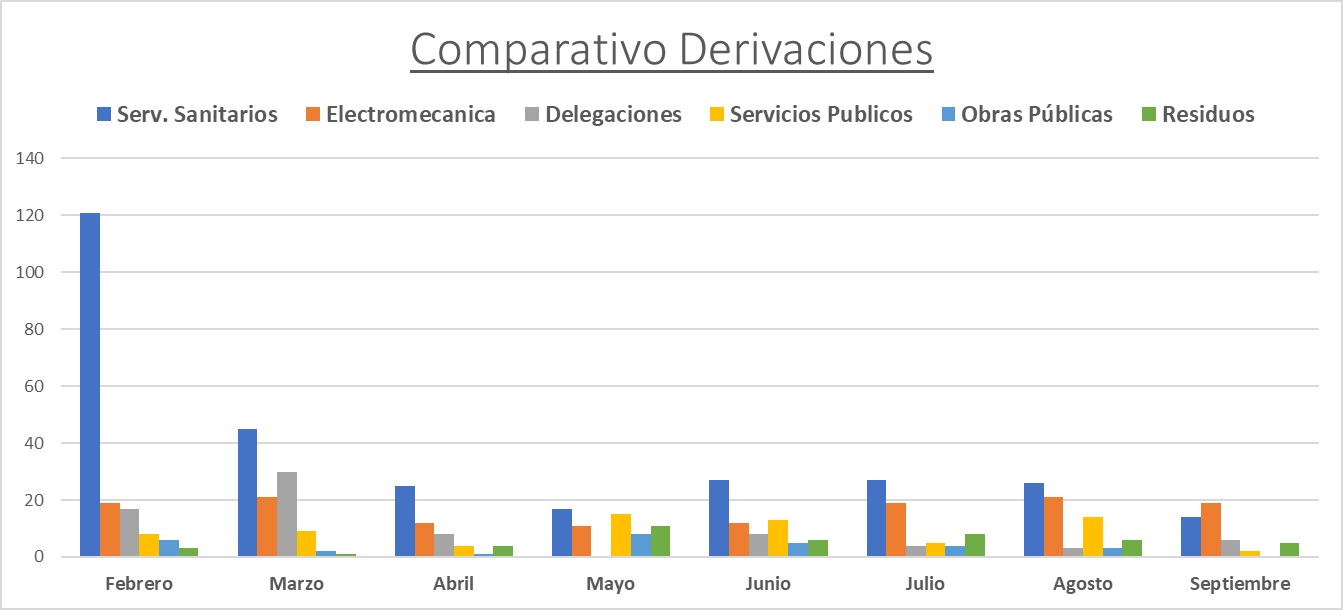 Comparativo Derivaciones
Serv. Sanitarios Electromecanica Delegaciones Servicios Publicos Obras Públicas Residuos
140
120
100
80
60
40
20
0
Febrero Marzo Abril Mayo Junio Julio Agosto Septiembre